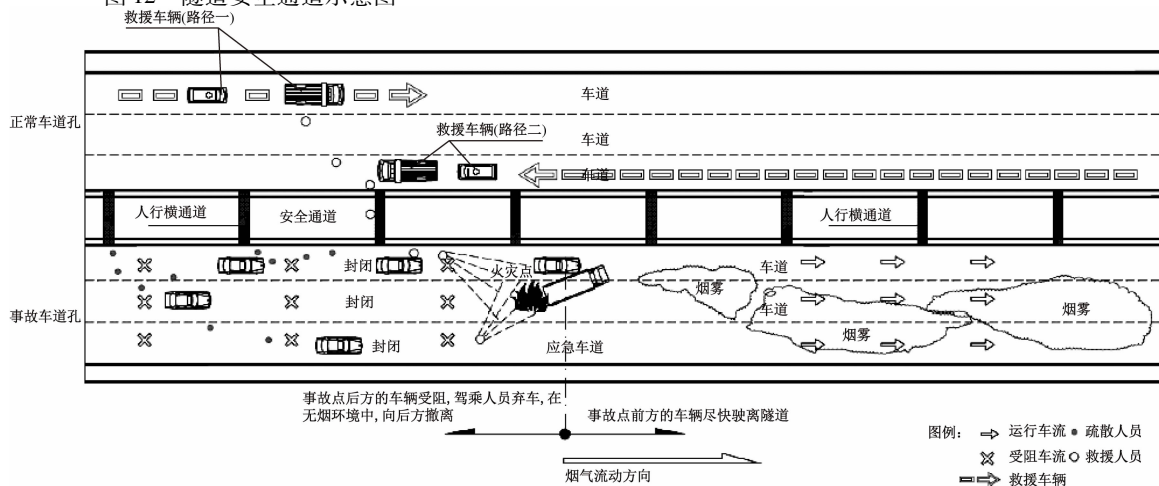 图 12 隧道安全通道示意图
救援车辆(路径一)
车道
正常车道孔
车道
救援车辆(路径二)
车道
人行横通道
安全通道
人行横通道
封闭
火灾点
车道
烟雾
封闭
车道
烟雾
事故车道孔
烟雾
封闭
应急车道
事故点后方的车辆受阻,驾乘人员弃车,在
无烟环境中,向后方撤离
事故点前方的车辆尽快驶离隧道
图例:
运行车流
疏散人员
受阻车流
救援人员
救援车辆
烟气流动方向